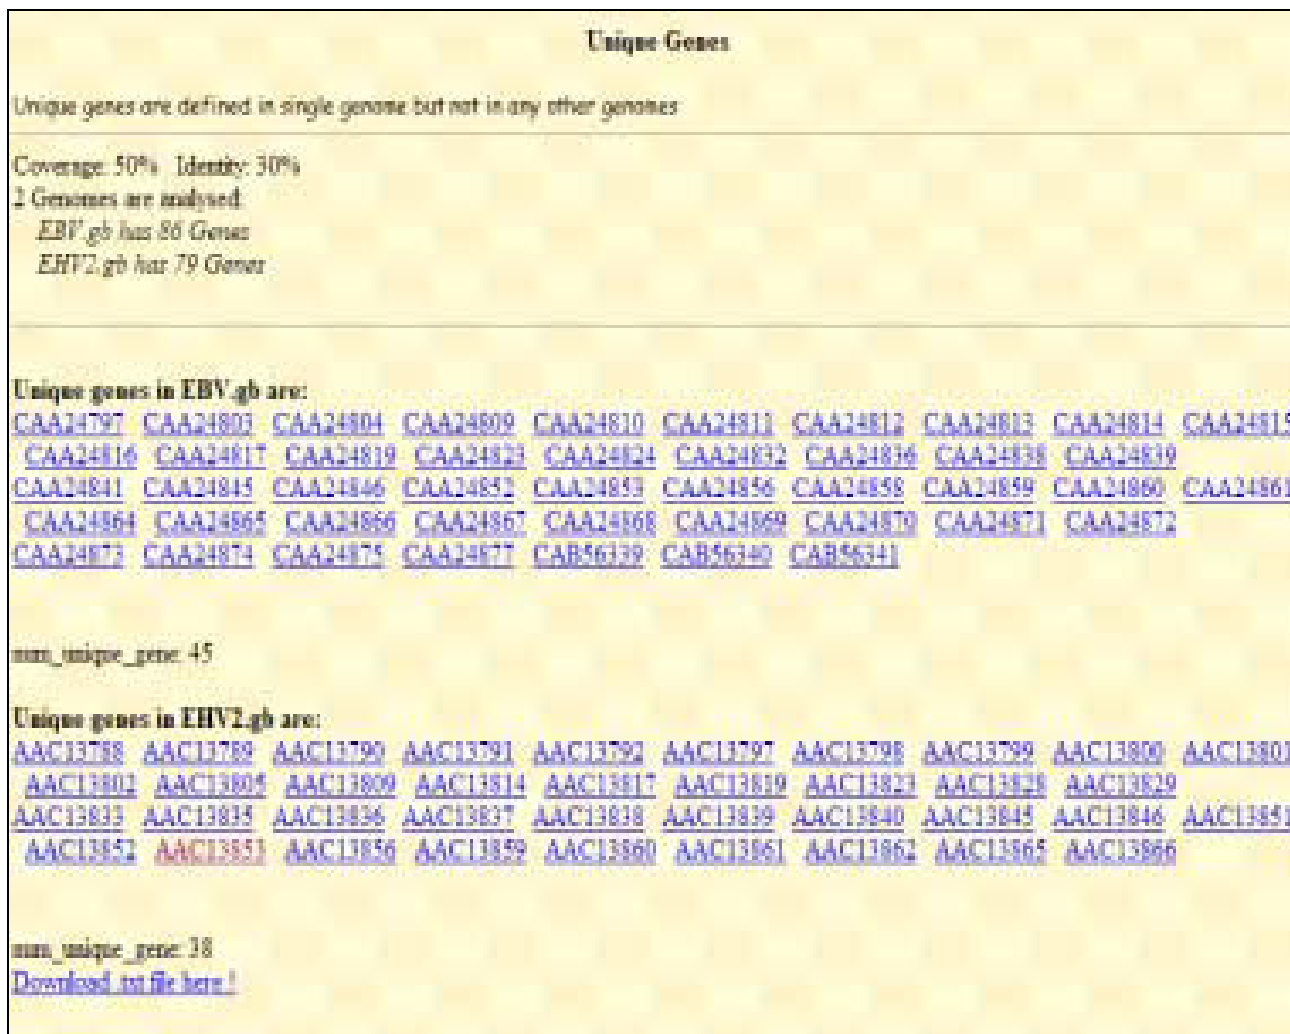 Unique Genes
Unique genes are defined in single genome but not in any other genomes
Coverage: 50% Identity: 30%
2 Genomes are analysed:
EBV.gb has 86 Genes
EHV2.gb has 79 Genes
Unique genes in EBV.gb are:
CAA24797 CAA24803 CAA24804 CAA24809 CAA24810 CAA24811 CAA24812 CAA24813 CAA24814 CAA24815
CAA24816 CAA24817 CAA24819 CAA24823 CAA24824 CAA24832 CAA24836 CAA24838 CAA24839
CAA24841 CAA24845 CAA24846 CAA24852 CAA24853 CAA24856 CAA24858 CAA24859 CAA24860 CAA24861
CAA24864 CAA24865 CAA24866 CAA24867 CAA24868 CAA24869 CAA24870 CAA24871 CAA24872
CAA24873 CAA24874 CAA24875 CAA24877 CAB56339 CAB56340 CAB56341
num_unique_gene: 45
Unique genes in EHV2.gb are:
AAC13788 AAC13789 AAC13790 AAC13791 AAC13792 AAC13797 AAC13798 AAC13799 AAC13800 AAC13801
AAC13802 AAC13805 AAC13809 AAC13814 AAC13817 AAC13819 AAC13823 AAC13828 AAC13829
AAC13833 AAC13835 AAC13836 AAC13837 AAC13838 AAC13839 AAC13840 AAC13845 AAC13846 AAC13851
AAC13852 AAC13853 AAC13856 AAC13859 AAC13860 AAC13861 AAC13862 AAC13865 AAC13866
num_unique_gene: 38
Download .txt file here !